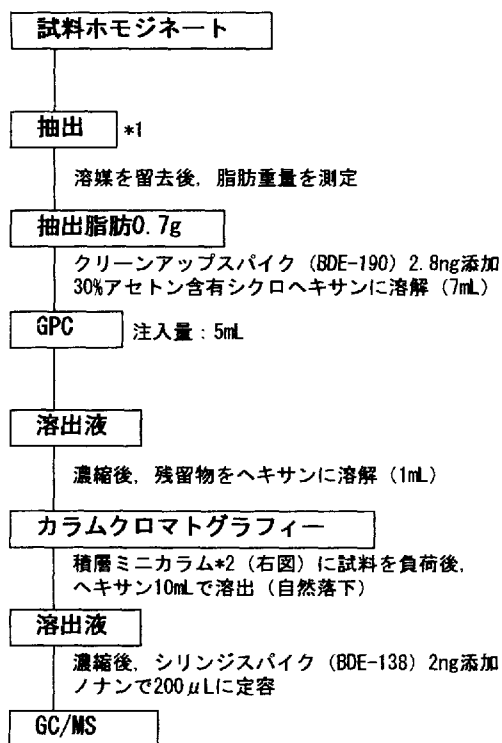 試料ホモジネート
抽出 *1
溶媒を留去後，脂肪重量を測定
抽出脂肪0.7g
クリーンアップスパイク（BDE-190）2.8ng添加
30%アセトン含有シクロヘキサンに溶解（7mL）
GPC 注入量：5mL
溶出液
濃縮後，残留物をヘキサンに溶解（1mL）
カラムクロマトグラフィー
積層ミニカラム*2（右図）に試料を負荷後，
ヘキサン10mLで溶出（自然落下）
溶出液
濃縮後，シリンジスパイク（BDE-138）2ng添加
ノナンで200μLに定容
GC/MS